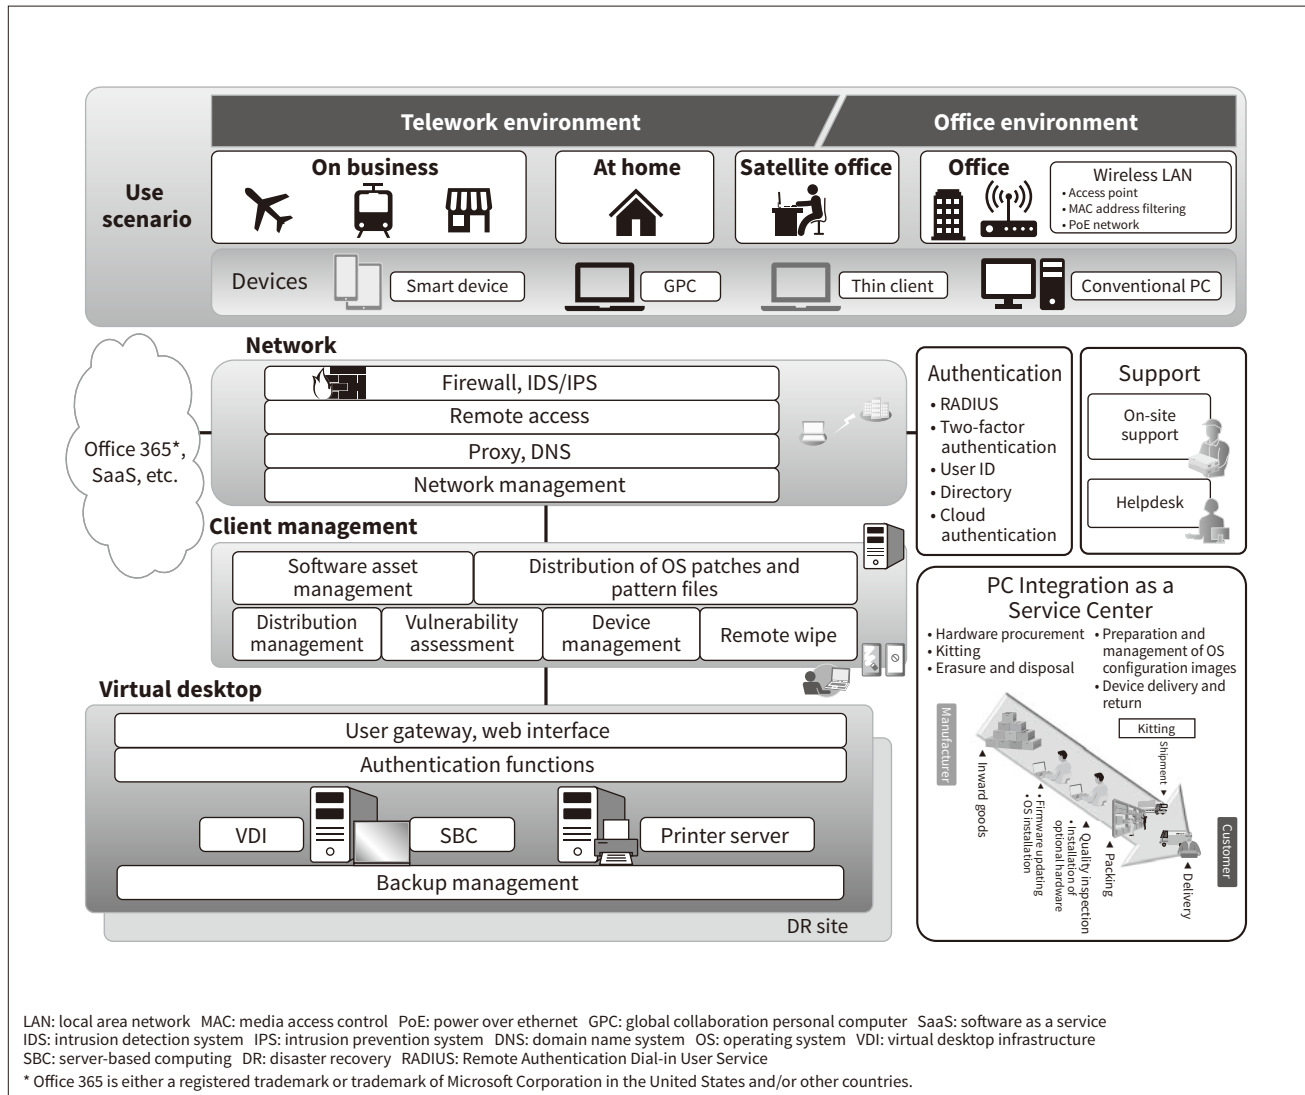 Telework environment
Office environment
Use
scenario
On business
At home
Satellite office
Office
Wireless LAN
• Access point
• MAC address filtering
• PoE network
Devices
Smart device
GPC
Thin client
Conventional PC
Network
Firewall, IDS/IPS
Remote access
Proxy, DNS
Network management
Office 365*,
SaaS, etc.
Authentication
• RADIUS
• Two-factor
authentication
• User ID
• Directory
• Cloud
authentication
Support
On-site
support
Helpdesk
Client management
Software asset
management
Distribution of OS patches and
pattern files
Distribution
management
Vulnerability
assessment
Device
management
Remote wipe
Virtual desktop
User gateway, web interface
Authentication functions
VDI
SBC
Printer server
Backup management
DR site
PC Integration as a
Service Center
• Hardware procurement
• Kitting
• Erasure and disposal
• Preparation and
management of OS
configuration images
• Device delivery and
return
Manufacturer
Kitting
Shipment ▶
◀ Inward goods
◀
• Firmware updating
• OS installation
◀ Quality inspection
• Installation of
optional hardware
◀ Packing
◀ Delivery
Customer
LAN: local area network MAC: media access control PoE: power over ethernet GPC: global collaboration personal computer SaaS: software as a service
IDS: intrusion detection system IPS: intrusion prevention system DNS: domain name system OS: operating system VDI: virtual desktop infrastructure
SBC: server-based computing DR: disaster recovery RADIUS: Remote Authentication Dial-in User Service
* Office 365 is either a registered trademark or trademark of Microsoft Corporation in the United States and/or other countries.